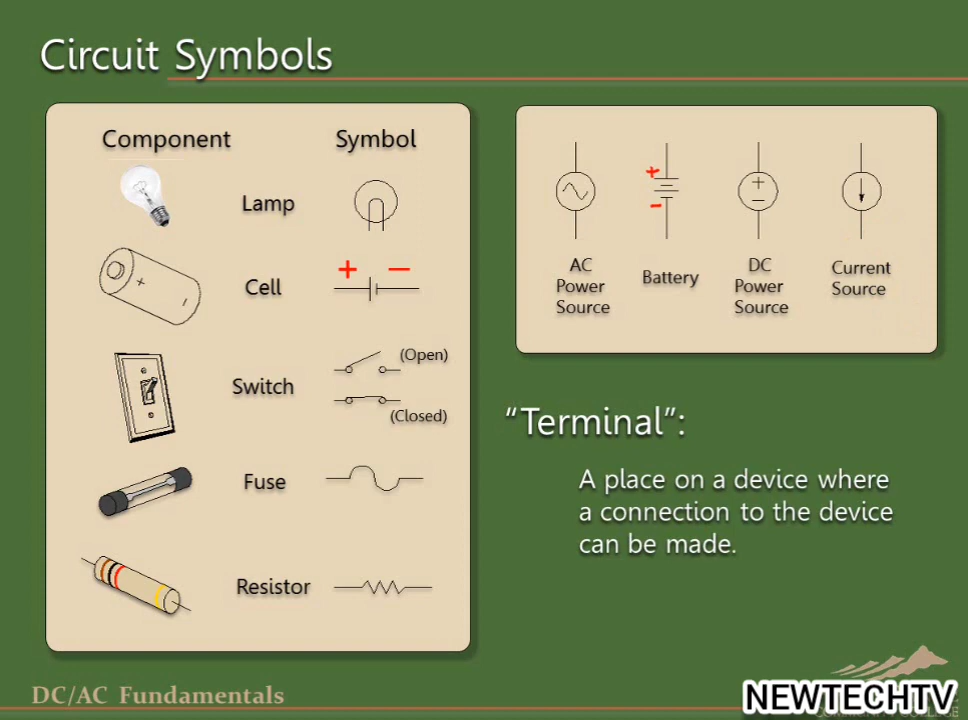 Circuit Symbols
Component Symbol
Lamp
Cell
+ −
+
-
Switch
(Open)
(Closed)
Fuse
Resistor
+
−
+
−
AC
Power
Source
Battery
DC
Power
Source
Current
Source
“Terminal”:
A place on a device where
a connection to the device
can be made.
DC/AC Fundamentals
NEWTECHTV